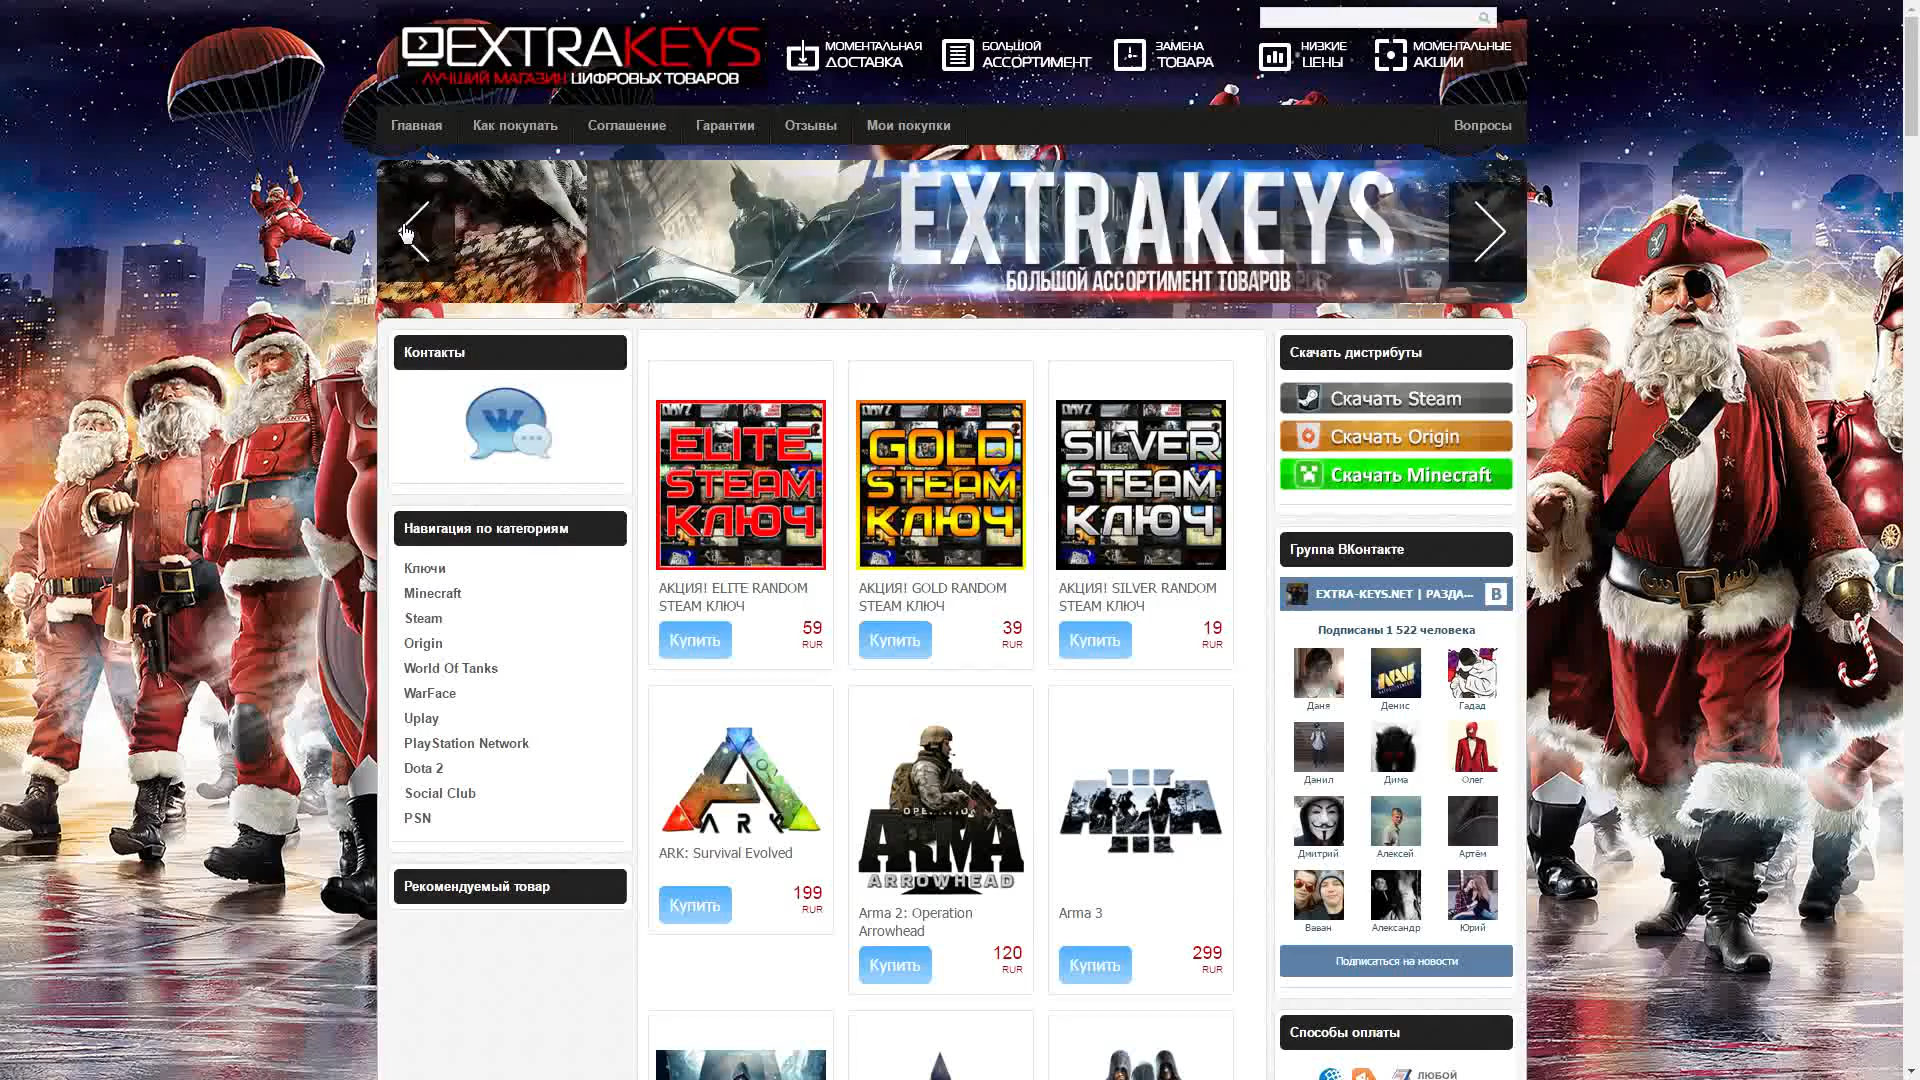 EXTRAKEYS
ЛУЧШИЙ МАГАЗИН ЦИФРОВЫХ ТОВАРОВ
МОМЕНТАЛЬНАЯ
ДОСТАВКА
БОЛЬШОЙ
АССОРТИМЕНТ
ЗАМЕНА
ТОВАРА
НИЗКИЕ
ЦЕНЫ
МОМЕНТАЛЬНЫЕ
АКЦИИ
Главная
Как покупать
Соглашение
Гарантии
Отзывы
Мои покупки
Вопросы
EXTRAKEYS
БОЛЬШОЙ АССОРТИМЕНТ ТОВАРОВ
Контакты
Навигация по категориям
Ключи
Minecraft
Steam
Origin
World Of Tanks
WarFace
Uplay
PlayStation Network
Dota 2
Social Club
PSN
Рекомендуемый товар
ELITE
STEAM
КЛЮЧ
АКЦИЯ! ELITE RANDOM
STEAM КЛЮЧ
Купить
59
RUR
GOLD
STEAM
КЛЮЧ
АКЦИЯ! GOLD RANDOM
STEAM КЛЮЧ
Купить
39
RUR
SILVER
STEAM
КЛЮЧ
АКЦИЯ! SILVER RANDOM
STEAM КЛЮЧ
Купить
19
RUR
ARK
ARK: Survival Evolved
Купить
199
RUR
OPERATION
ARMA
ARROWHEAD
Arma 2: Operation
Arrowhead
Купить
120
RUR
ARMA
III
Arma 3
Купить
299
RUR
Скачать дистрибуты
Скачать Steam
Скачать Origin
Скачать Minecraft
Группа ВКонтакте
EXTRA-KEYS.NET | РАЗДА...
B
Подписаны 1 522 человека
Даня
Денис
Гадад
Данил
Дима
Олег
Дмитрий
Алексей
Артём
Ваван
Александр
Юрий
Подписаться на новости
Способы оплаты
ЛЮБОЙ